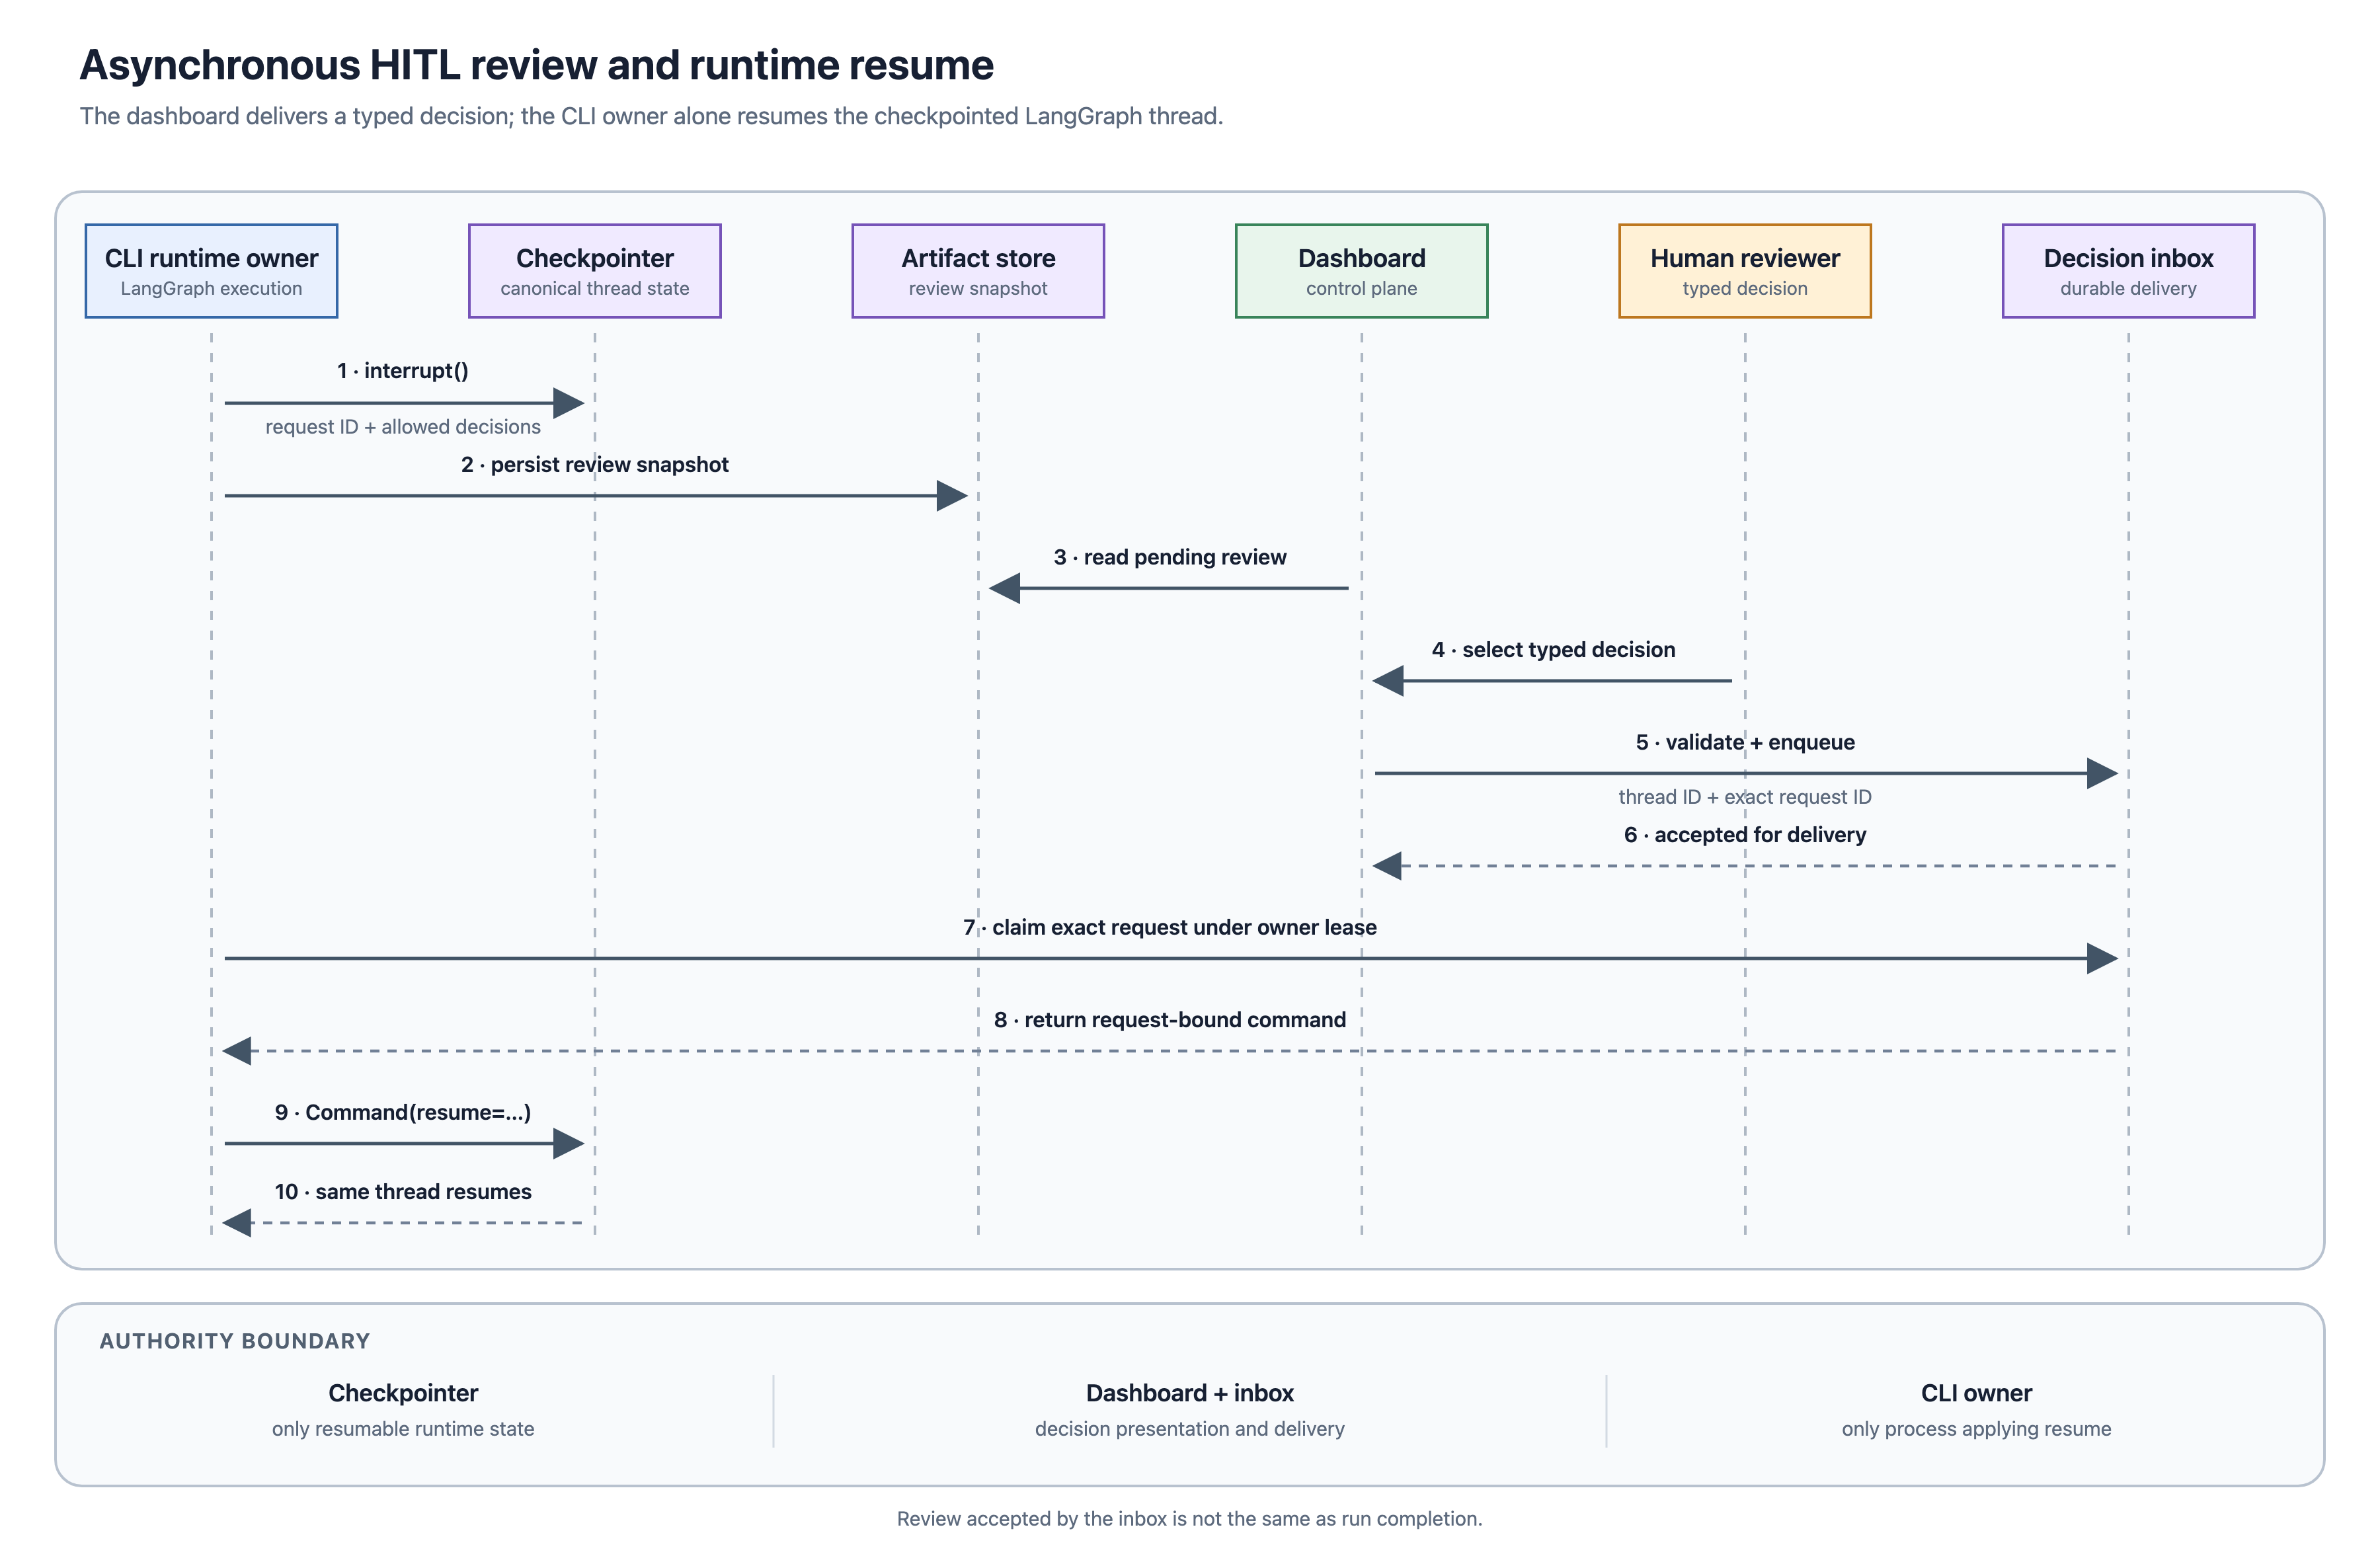 Asynchronous HITL review and runtime resume
The dashboard delivers a typed decision; the CLI owner alone resumes the checkpointed LangGraph thread.
CLI runtime owner
LangGraph execution
Checkpointer
canonical thread state
Artifact store
review snapshot
Dashboard
control plane
Human reviewer
typed decision
Decision inbox
durable delivery
1 · interrupt()
request ID + allowed decisions
2 · persist review snapshot
3 · read pending review
4 · select typed decision
5 · validate + enqueue
thread ID + exact request ID
6 · accepted for delivery
7 · claim exact request under owner lease
8 · return request-bound command
9 · Command(resume=...)
10 · same thread resumes
AUTHORITY BOUNDARY
Checkpointer
only resumable runtime state
Dashboard + inbox
decision presentation and delivery
CLI owner
only process applying resume
Review accepted by the inbox is not the same as run completion.